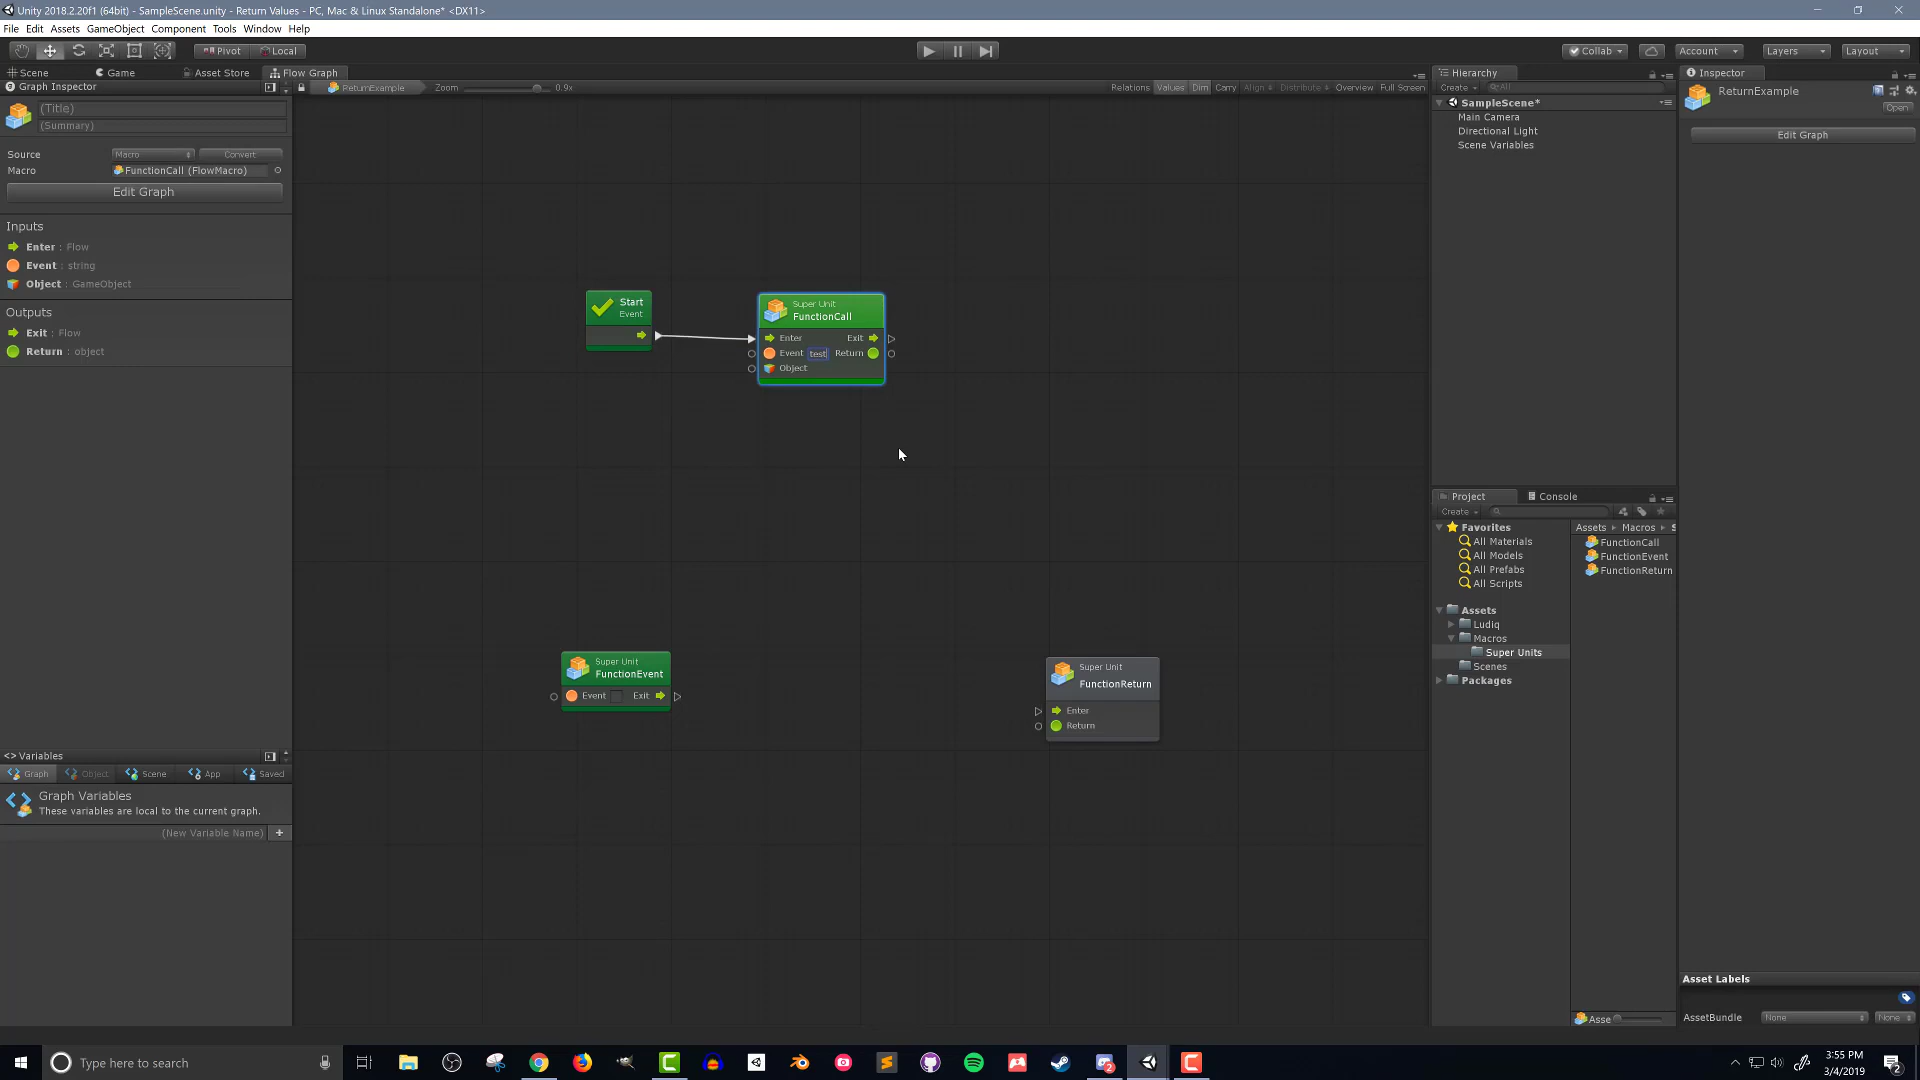 Unity 2018.2.20f1 (64bit) - SampleScene.unity - Return Values - PC, Mac & Linux Standalone* <DX11>
File Edit Assets GameObject Component Tools Window Help
Pivot Local Collab Account Layers Layout
Scene Game Asset Store Flow Graph
Graph Inspector
ReturnExample Zoom 0.9x Relations Values Dim Carry Align Distribute Overview Full Screen
(Title)
(Summary)
Source Macro Convert
Macro FunctionCall (FlowMacro)
Edit Graph
Inputs
Enter : Flow
Event : string
Object : GameObject
Outputs
Exit : Flow
Return : object
<> Variables
Graph Object Scene App Saved
Graph Variables
These variables are local to the current graph.
(New Variable Name) +
Start
Event
Super Unit
FunctionCall
Enter Exit
Event test Return
Object
Super Unit
FunctionEvent
Event Exit
Super Unit
FunctionReturn
Enter
Return
Hierarchy
Create All
SampleScene*
Main Camera
Directional Light
Scene Variables
Project Console
Create
Favorites
All Materials
All Models
All Prefabs
All Scripts
Assets
Ludiq
Macros
Super Units
Scenes
Packages
Assets Macros S
FunctionCall
FunctionEvent
FunctionReturn
Asse
Inspector
ReturnExample
Open
Edit Graph
Asset Labels
AssetBundle None None
Type here to search
2
3:55 PM
3/4/2019
2